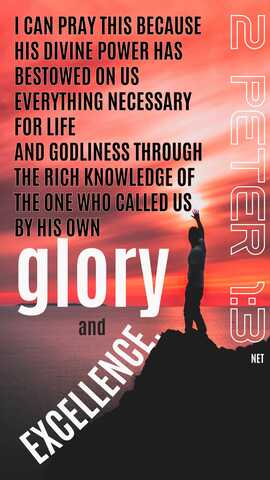 I CAN PRAY THIS BECAUSE
HIS DIVINE POWER HAS
BESTOWED ON US
EVERYTHING NECESSARY
FOR LIFE
AND GODLINESS THROUGH
THE RICH KNOWLEDGE OF
THE ONE WHO CALLED US
BY HIS OWN
glory
and
EXCELLENCE.
2 PETER 1:3
NET